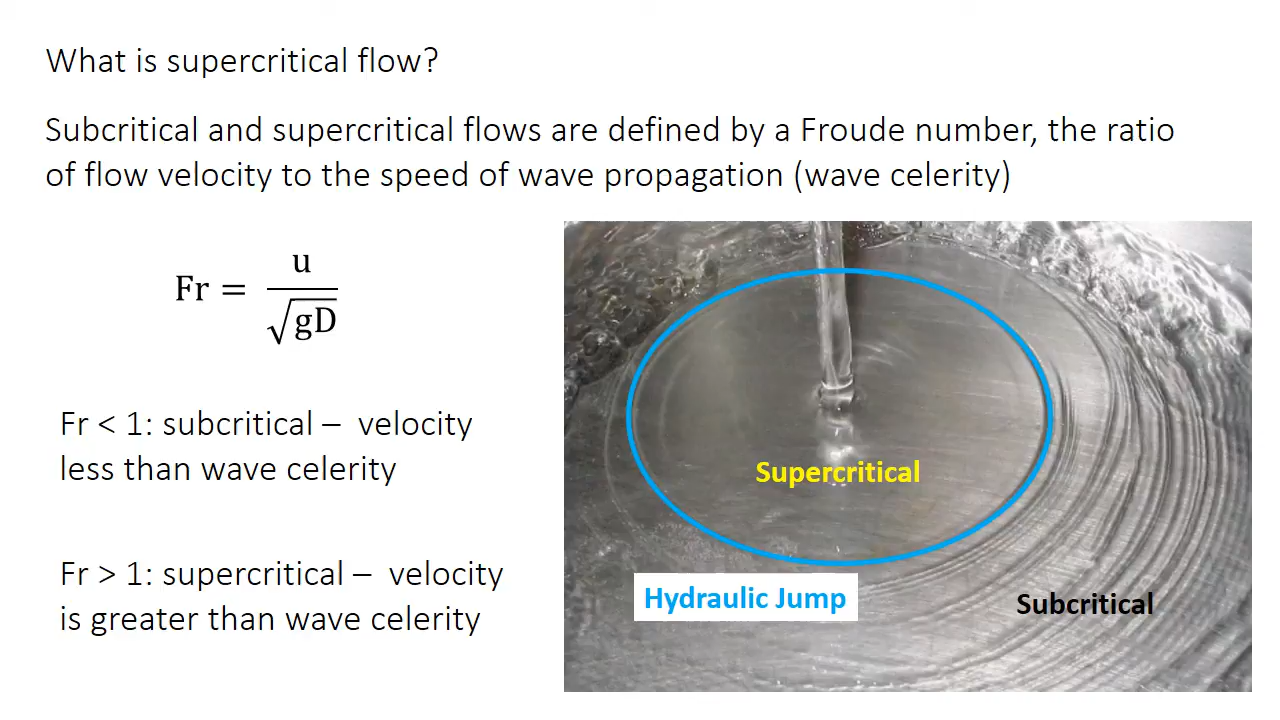 What is supercritical flow?
Subcritical and supercritical flows are defined by a Froude number, the ratio
of flow velocity to the speed of wave propagation (wave celerity)
Fr = u / √gD
Fr < 1: subcritical – velocity
less than wave celerity
Fr > 1: supercritical – velocity
is greater than wave celerity
Supercritical
Hydraulic Jump
Subcritical